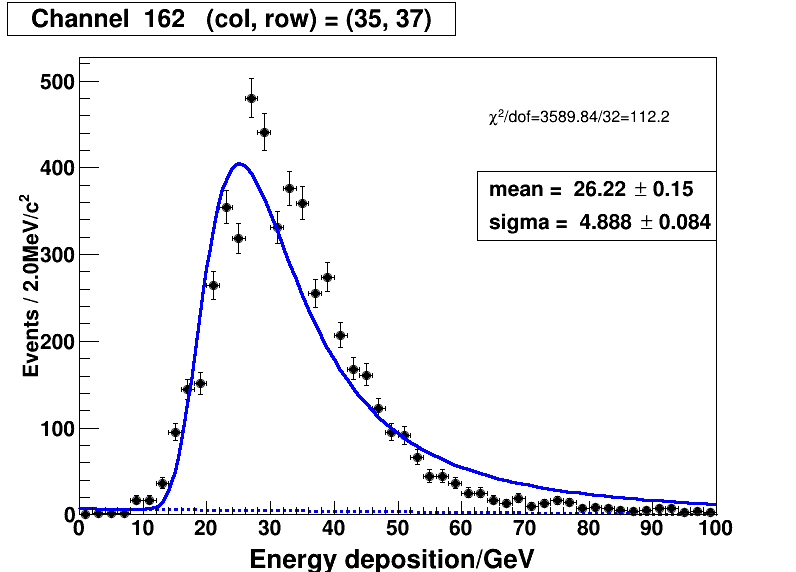 Channel 162 (col, row) = (35, 37)
χ²/dof=3589.84/32=112.2
mean = 26.22 ± 0.15
sigma = 4.888 ± 0.084
Events / 2.0MeV/c²
500
400
300
200
100
0
0 10 20 30 40 50 60 70 80 90 100
Energy deposition/GeV